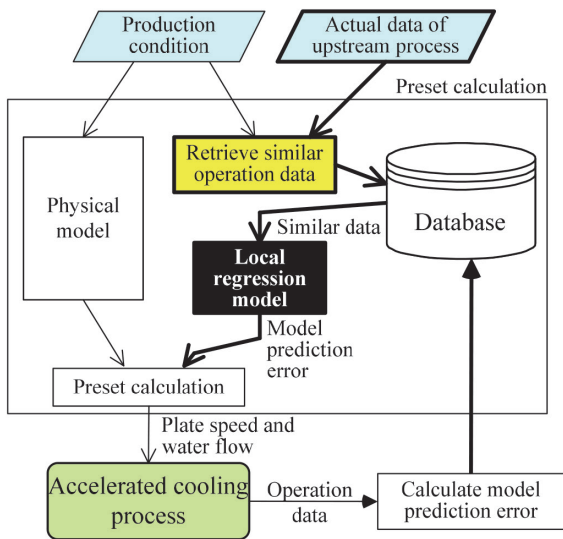 Production
condition
Actual data of
upstream process
Preset calculation
Retrieve similar
operation data
Physical
model
Database
Similar data
Local
regression
model
Model
prediction
error
Preset calculation
Plate speed and
water flow
Accelerated cooling
process
Operation
data
Calculate model
prediction error